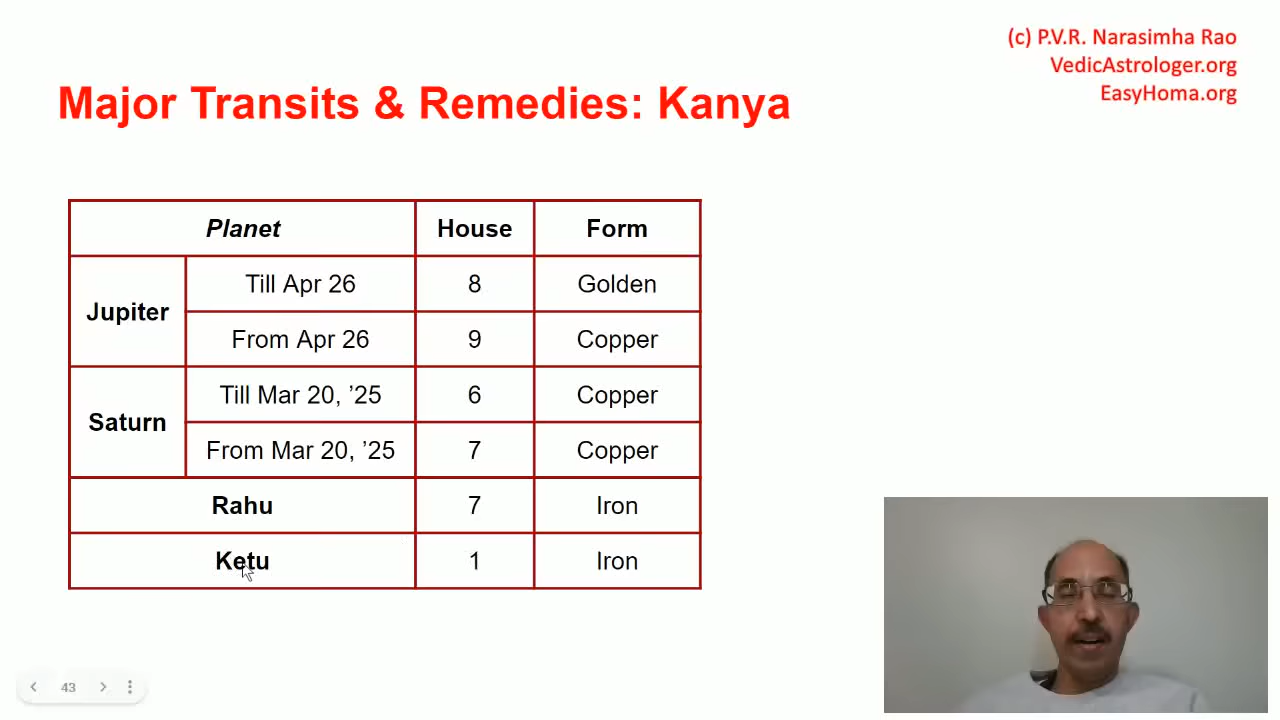 (c) P.V.R. Narasimha Rao
VedicAstrologer.org
EasyHoma.org
Major Transits & Remedies: Kanya
Planet House Form
Jupiter Till Apr 26 8 Golden
From Apr 26 9 Copper
Saturn Till Mar 20, ’25 6 Copper
From Mar 20, ’25 7 Copper
Rahu 7 Iron
Ketu 1 Iron
43